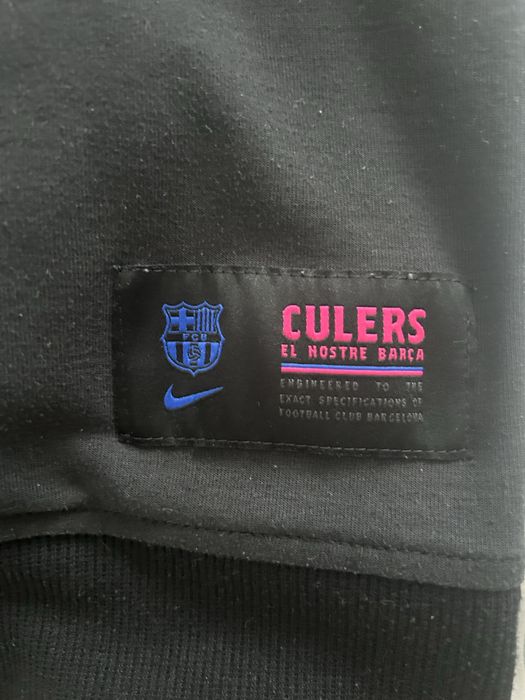 FCB
CULERS
EL NOSTRE BARÇA
ENGINEERED TO THE
EXACT SPECIFICATIONS OF
FOOTBALL CLUB BARCELONA